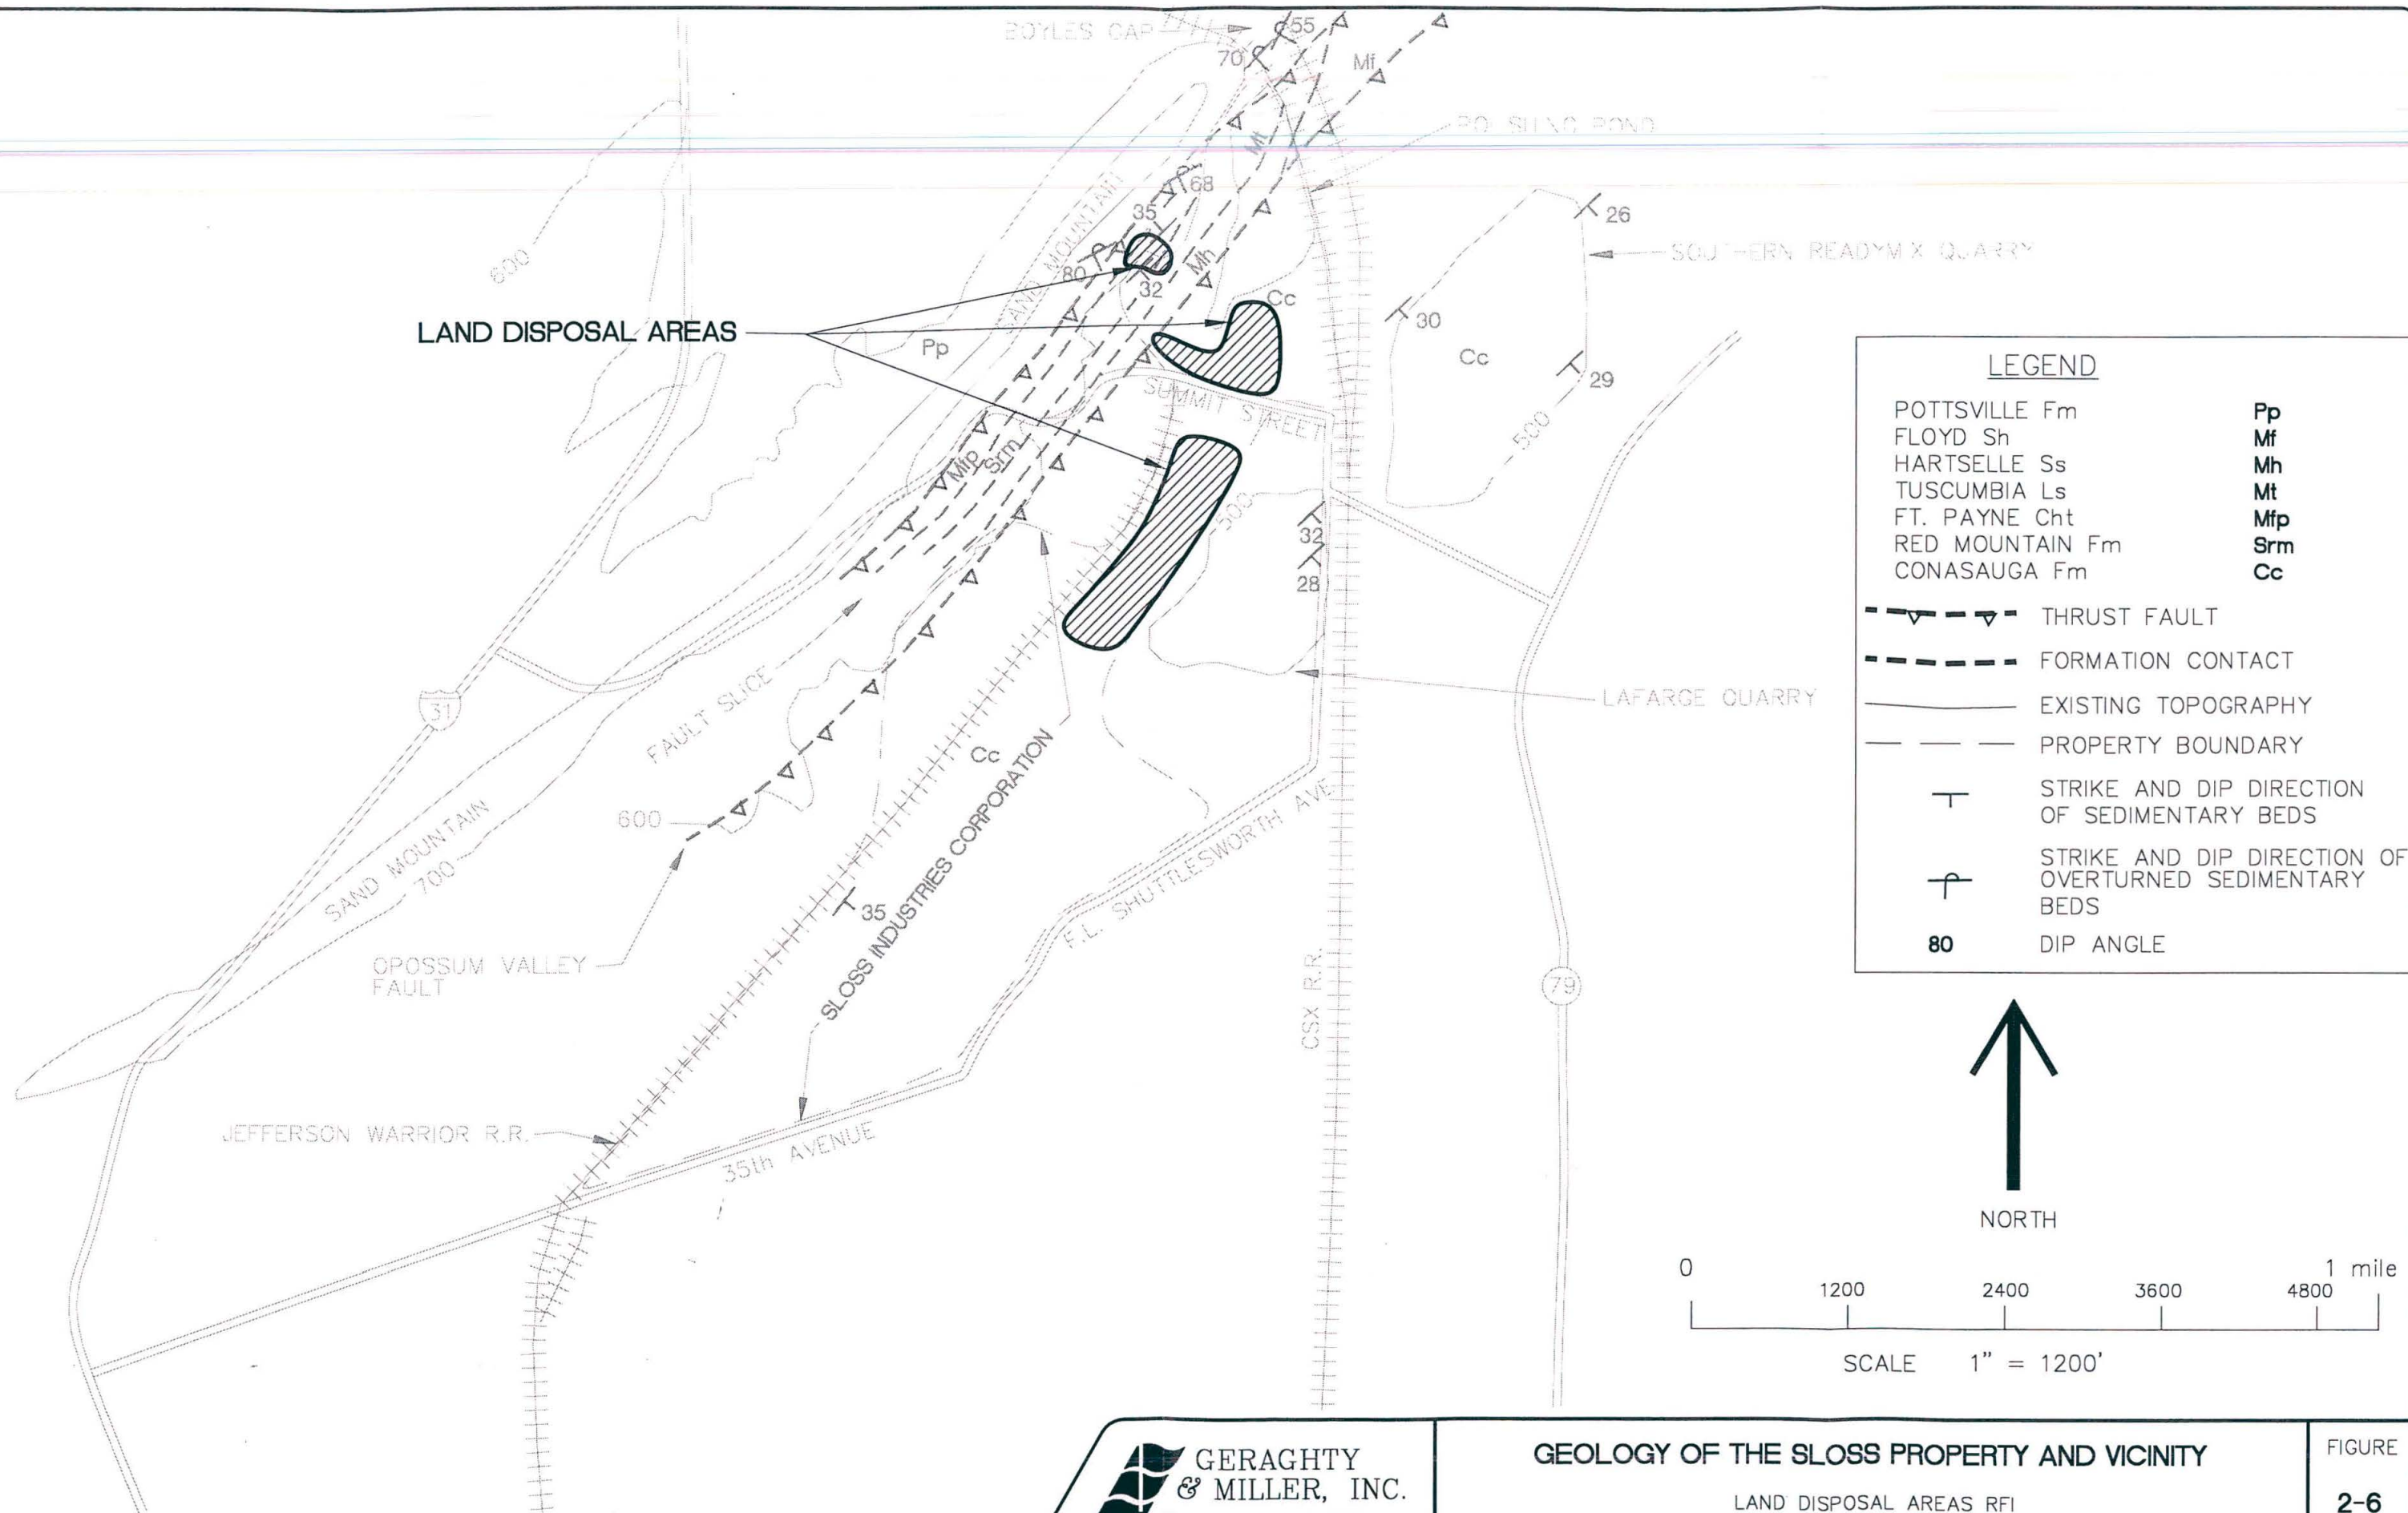 BOYLES GAP
55
70
Mf
POLISHING POND
Mt
68
35
SAND MOUNTAIN
26
600
80
Mh
SOUTHERN READYMIX QUARRY
32
Cc
30
LAND DISPOSAL AREAS
Pp
Cc
29
SUMMIT STREET
500
Mfp
Srm
500
32
28
FAULT SLICE
31
LAFARGE QUARRY
Cc
600
SLOSS INDUSTRIES CORPORATION
F.L. SHUTTLESWORTH AVE
SAND MOUNTAIN
700
35
OPOSSUM VALLEY
FAULT
CSX R.R.
79
JEFFERSON WARRIOR R.R.
35th AVENUE
LEGEND
POTTSVILLE Fm Pp
FLOYD Sh Mf
HARTSELLE Ss Mh
TUSCUMBIA Ls Mt
FT. PAYNE Cht Mfp
RED MOUNTAIN Fm Srm
CONASAUGA Fm Cc
THRUST FAULT
FORMATION CONTACT
EXISTING TOPOGRAPHY
PROPERTY BOUNDARY
STRIKE AND DIP DIRECTION
OF SEDIMENTARY BEDS
STRIKE AND DIP DIRECTION OF
OVERTURNED SEDIMENTARY
BEDS
80 DIP ANGLE
NORTH
0 1 mile
1200 2400 3600 4800
SCALE 1" = 1200'
GERAGHTY
& MILLER, INC.
GEOLOGY OF THE SLOSS PROPERTY AND VICINITY
LAND DISPOSAL AREAS RFI
FIGURE
2-6